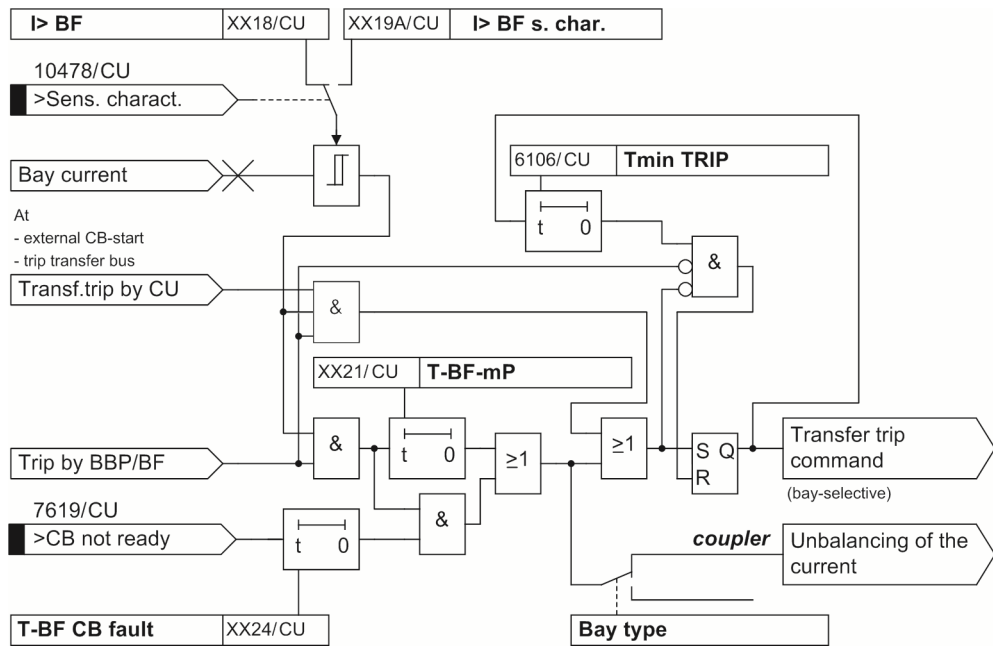 I> BF XX18/CU XX19A/CU I> BF s. char.
10478/CU
>Sens. charact.
Bay current
6106/CU Tmin TRIP
t 0
At
- external CB-start
- trip transfer bus
&
Transf.trip by CU
&
XX21/CU T-BF-mP
&
t 0
≥1
≥1
S Q
R
Transfer trip
command
(bay-selective)
Trip by BBP/BF
7619/CU
>CB not ready
t 0
&
coupler
Unbalancing of the
current
T-BF CB fault XX24/CU
Bay type